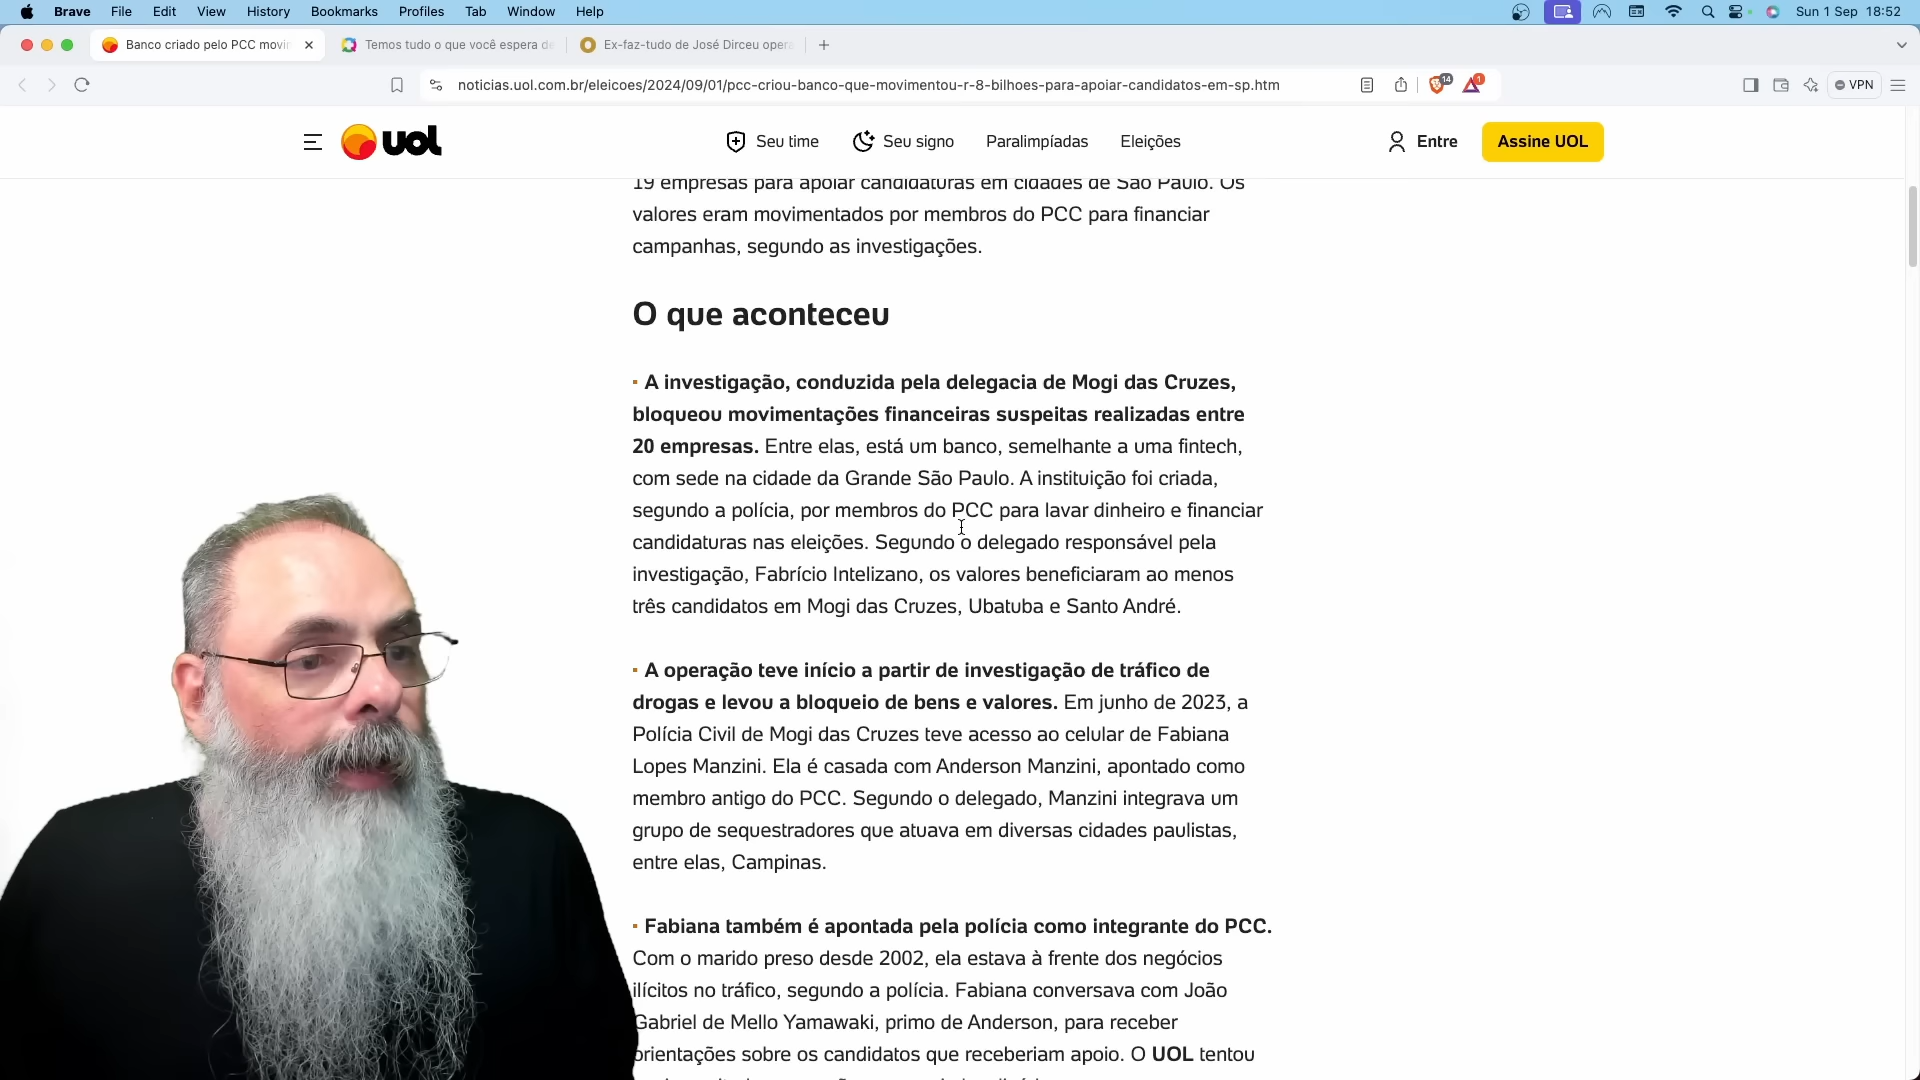 Brave File Edit View History Bookmarks Profiles Tab Window Help Sun 1 Sep 18:52
Banco criado pelo PCC movi Temos tudo o que você espera de Ex-faz-tudo de José Dirceu opera
noticias.uol.com.br/eleicoes/2024/09/01/pcc-criou-banco-que-movimentou-r-8-bilhoes-para-apoiar-candidatos-em-sp.htm 14 1 VPN
uol Seu time Seu signo Paralimpíadas Eleições Entre Assine UOL
19 empresas para apoiar candidaturas em cidades de São Paulo. Os
valores eram movimentados por membros do PCC para financiar
campanhas, segundo as investigações.
O que aconteceu
A investigação, conduzida pela delegacia de Mogi das Cruzes,
bloqueou movimentações financeiras suspeitas realizadas entre
20 empresas. Entre elas, está um banco, semelhante a uma fintech,
com sede na cidade da Grande São Paulo. A instituição foi criada,
segundo a polícia, por membros do PCC para lavar dinheiro e financiar
candidaturas nas eleições. Segundo o delegado responsável pela
investigação, Fabrício Intelizano, os valores beneficiaram ao menos
três candidatos em Mogi das Cruzes, Ubatuba e Santo André.
A operação teve início a partir de investigação de tráfico de
drogas e levou a bloqueio de bens e valores. Em junho de 2023, a
Polícia Civil de Mogi das Cruzes teve acesso ao celular de Fabiana
Lopes Manzini. Ela é casada com Anderson Manzini, apontado como
membro antigo do PCC. Segundo o delegado, Manzini integrava um
grupo de sequestradores que atuava em diversas cidades paulistas,
entre elas, Campinas.
Fabiana também é apontada pela polícia como integrante do PCC.
Com o marido preso desde 2002, ela estava à frente dos negócios
ilícitos no tráfico, segundo a polícia. Fabiana conversava com João
Gabriel de Mello Yamawaki, primo de Anderson, para receber
orientações sobre os candidatos que receberiam apoio. O UOL tentou